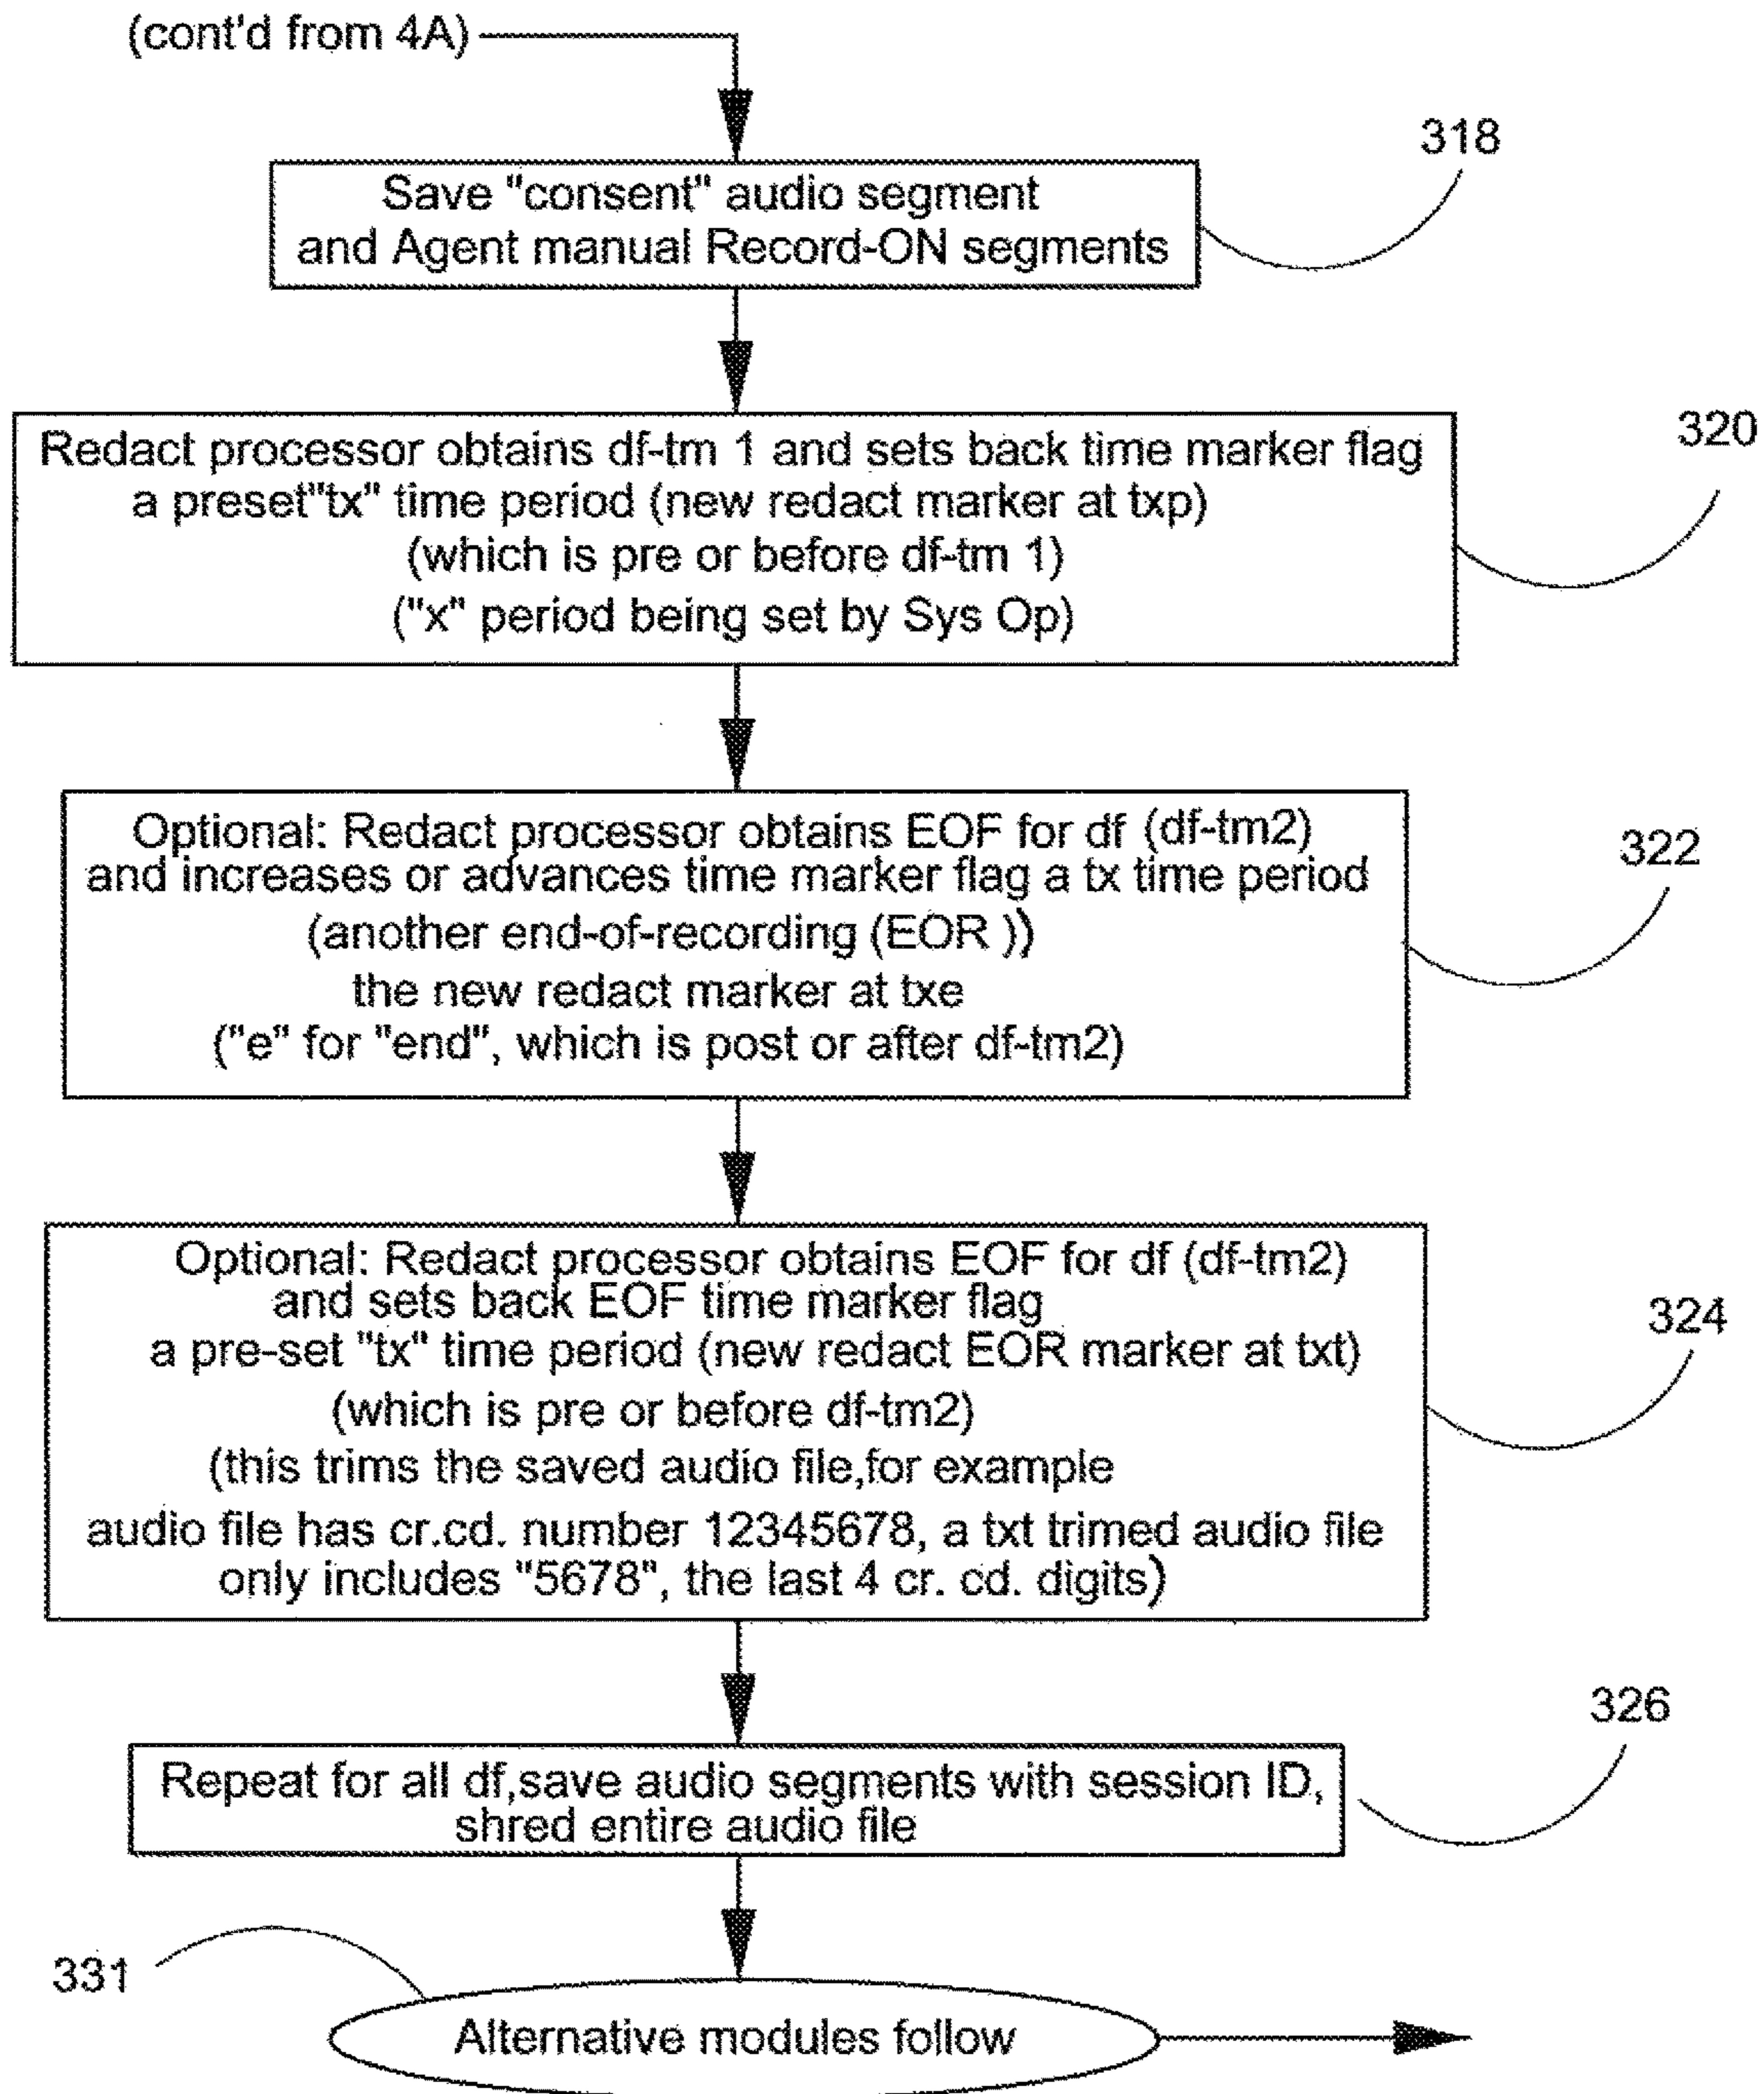 (cont'd from 4A)
318
Save "consent" audio segment
and Agent manual Record-ON segments
320
Redact processor obtains df-tm 1 and sets back time marker flag
a preset"tx" time period (new redact marker at txp)
(which is pre or before df-tm 1)
("x" period being set by Sys Op)
322
Optional: Redact processor obtains EOF for df (df-tm2)
and increases or advances time marker flag a tx time period
(another end-of-recording (EOR ))
the new redact marker at txe
("e" for "end", which is post or after df-tm2)
324
Optional: Redact processor obtains EOF for df (df-tm2)
and sets back EOF time marker flag
a pre-set "tx" time period (new redact EOR marker at txt)
(which is pre or before df-tm2)
(this trims the saved audio file,for example
audio file has cr.cd. number 12345678, a txt trimed audio file
only includes "5678", the last 4 cr. cd. digits)
326
Repeat for all df,save audio segments with session ID,
shred entire audio file
331
Alternative modules follow